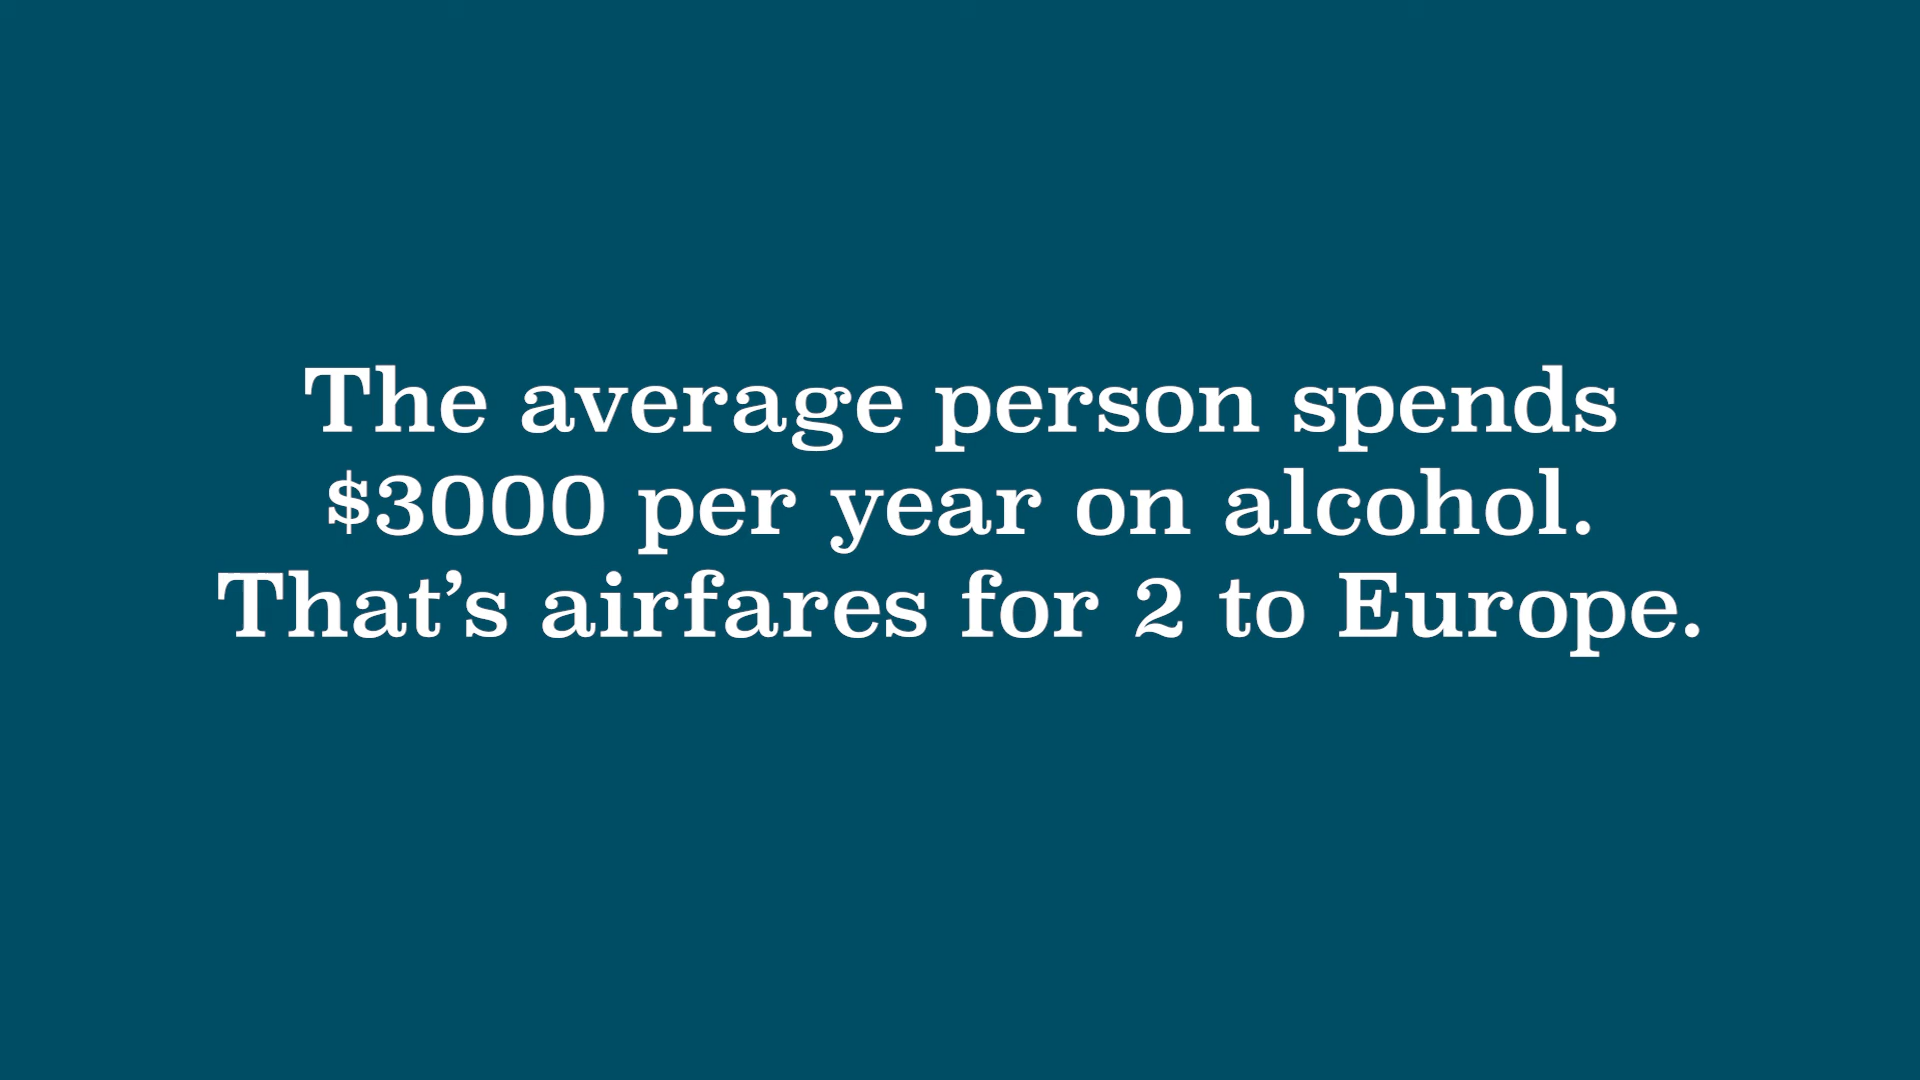 The average person spends
$3000 per year on alcohol.
That’s airfares for 2 to Europe.